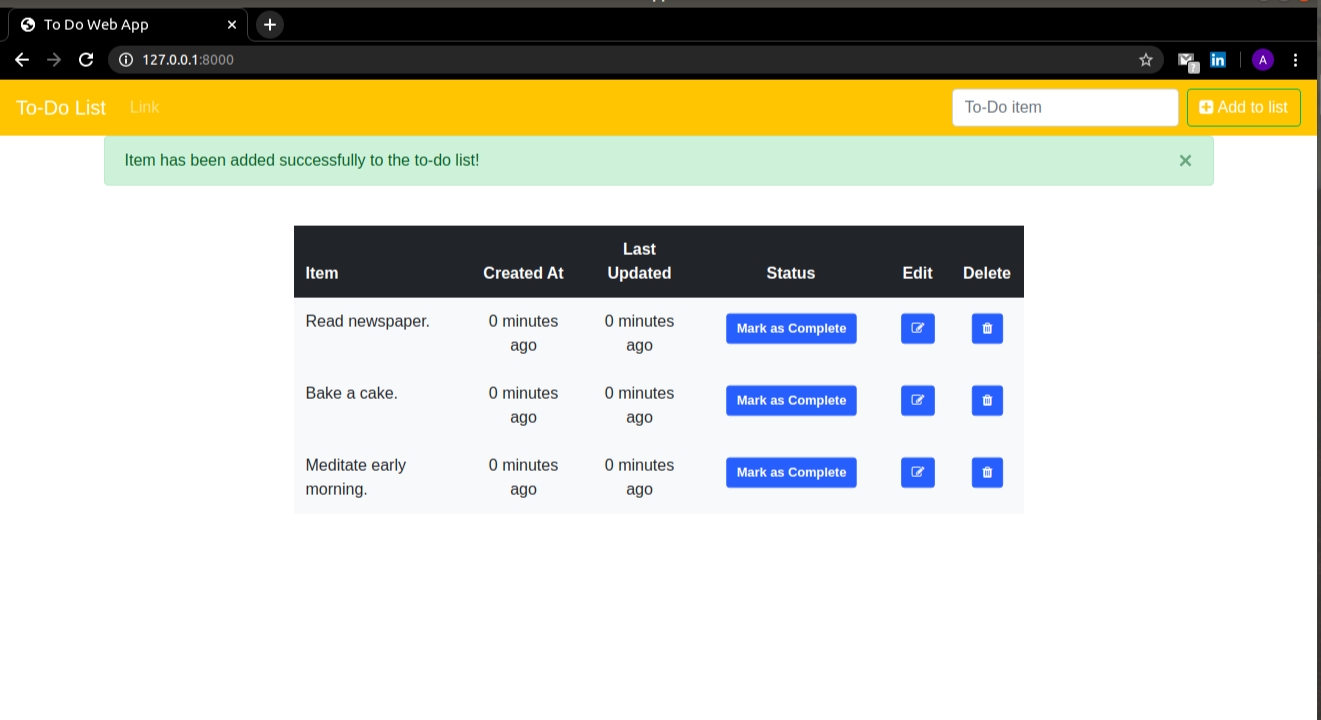 To Do Web App
127.0.0.1:8000
A
To-Do List Link To-Do item Add to list
Item has been added successfully to the to-do list! ×
Last
Item Created At Updated Status Edit Delete
Read newspaper. 0 minutes 0 minutes Mark as Complete
ago ago
Bake a cake. 0 minutes 0 minutes Mark as Complete
ago ago
Meditate early 0 minutes 0 minutes Mark as Complete
morning. ago ago